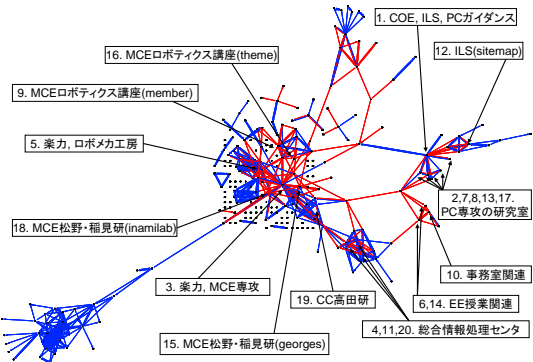 1. COE, ILS, PCガイダンス
16. MCEロボティクス講座(theme)
12. ILS(sitemap)
9. MCEロボティクス講座(member)
5. 楽力, ロボメカ工房
2,7,8,13,17.
PC専攻の研究室
18. MCE松野・稲見研(inamilab)
10. 事務室関連
3. 楽力, MCE専攻
19. CC高田研
6,14. EE授業関連
4,11,20. 総合情報処理センタ
15. MCE松野・稲見研(georges)